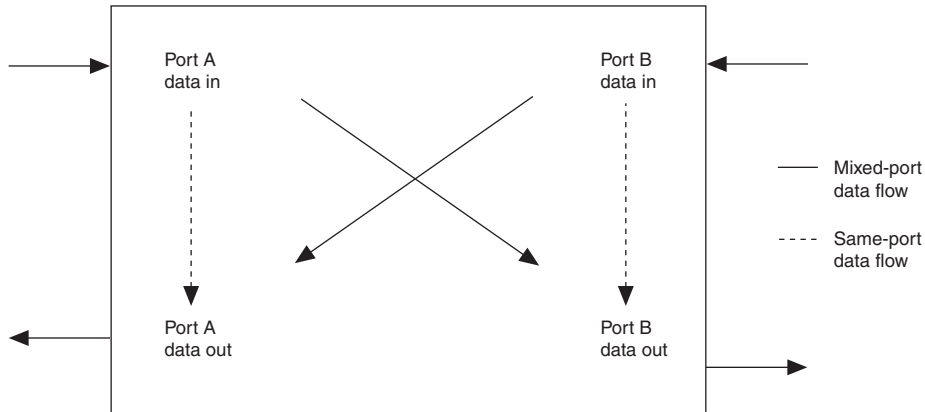 Port A
data in
Port B
data in
Mixed-port
data flow
Same-port
data flow
Port A
data out
Port B
data out